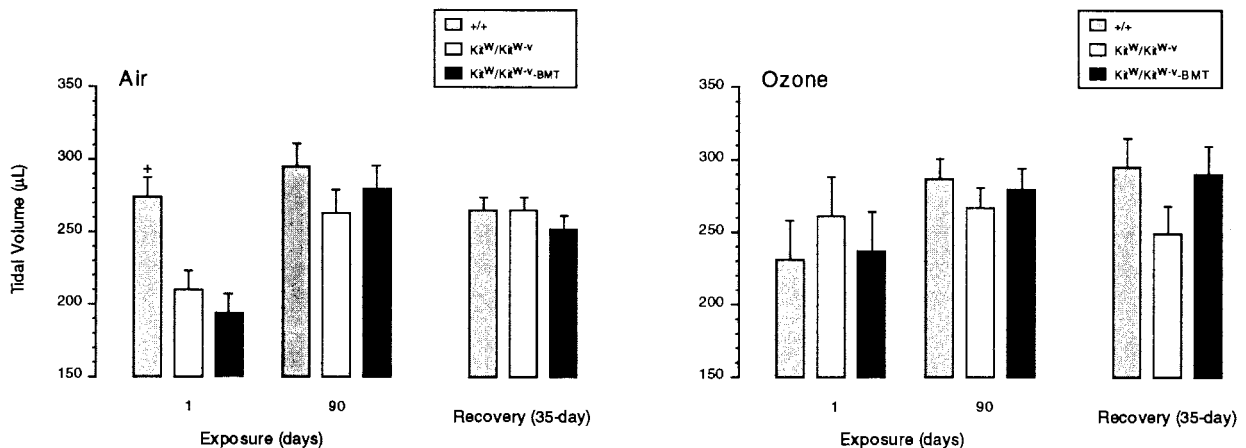 +/+
Kit^W/Kit^W-v
Kit^W/Kit^W-v-BMT
Air
350
300
250
200
150
Tidal Volume (µL)
+
1
90
Recovery (35-day)
Exposure (days)
+/+
Kit^W/Kit^W-v
Kit^W/Kit^W-v-BMT
Ozone
350
300
250
200
150
1
90
Recovery (35-day)
Exposure (days)